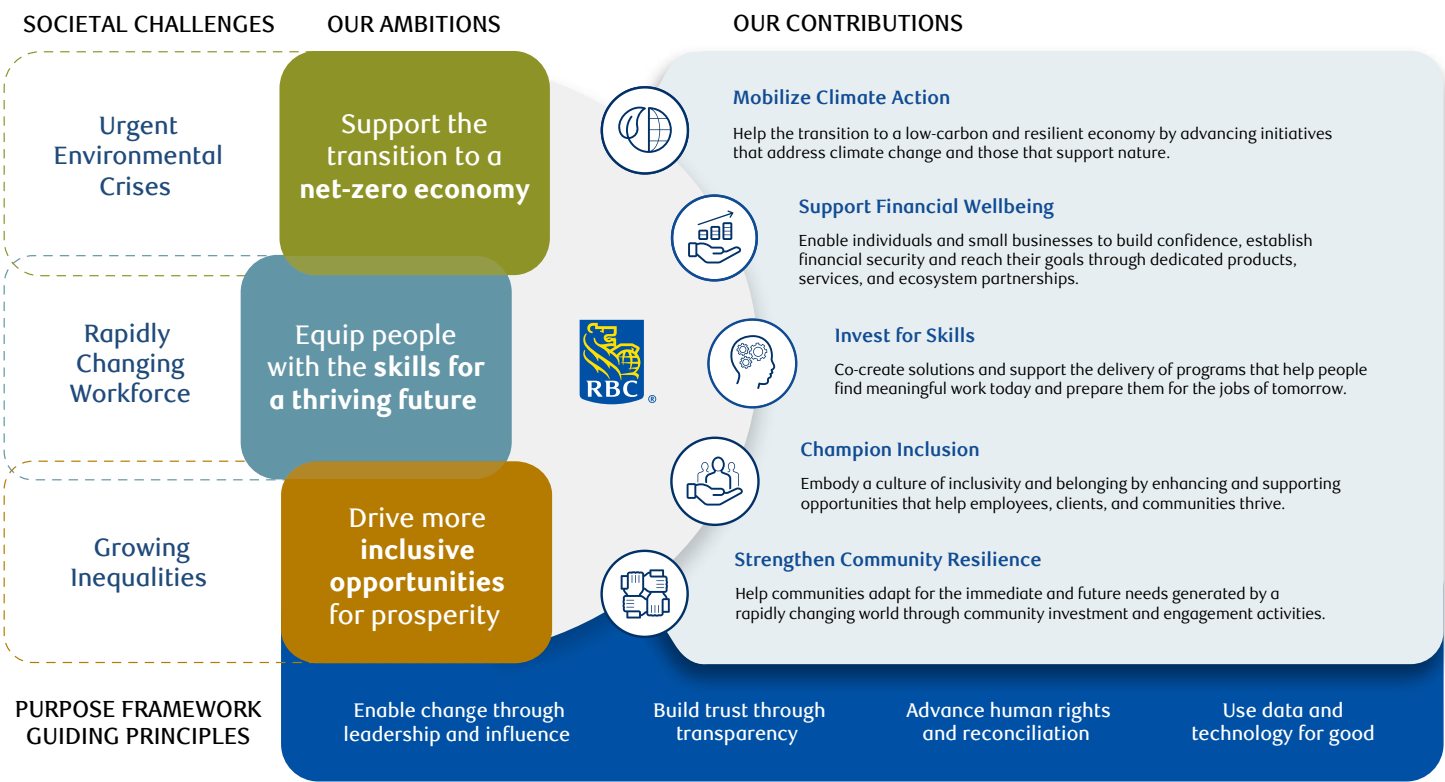 SOCIETAL CHALLENGES
OUR AMBITIONS
OUR CONTRIBUTIONS
Urgent
Environmental
Crises
Support the
transition to a
net-zero economy
Mobilize Climate Action
Help the transition to a low-carbon and resilient economy by advancing initiatives
that address climate change and those that support nature.
Support Financial Wellbeing
Enable individuals and small businesses to build confidence, establish
financial security and reach their goals through dedicated products,
services, and ecosystem partnerships.
Rapidly
Changing
Workforce
Equip people
with the skills for
a thriving future
RBC
®
Invest for Skills
Co-create solutions and support the delivery of programs that help people
find meaningful work today and prepare them for the jobs of tomorrow.
Champion Inclusion
Embody a culture of inclusivity and belonging by enhancing and supporting
opportunities that help employees, clients, and communities thrive.
Growing
Inequalities
Drive more
inclusive
opportunities
for prosperity
Strengthen Community Resilience
Help communities adapt for the immediate and future needs generated by a
rapidly changing world through community investment and engagement activities.
PURPOSE FRAMEWORK
GUIDING PRINCIPLES
Enable change through
leadership and influence
Build trust through
transparency
Advance human rights
and reconciliation
Use data and
technology for good